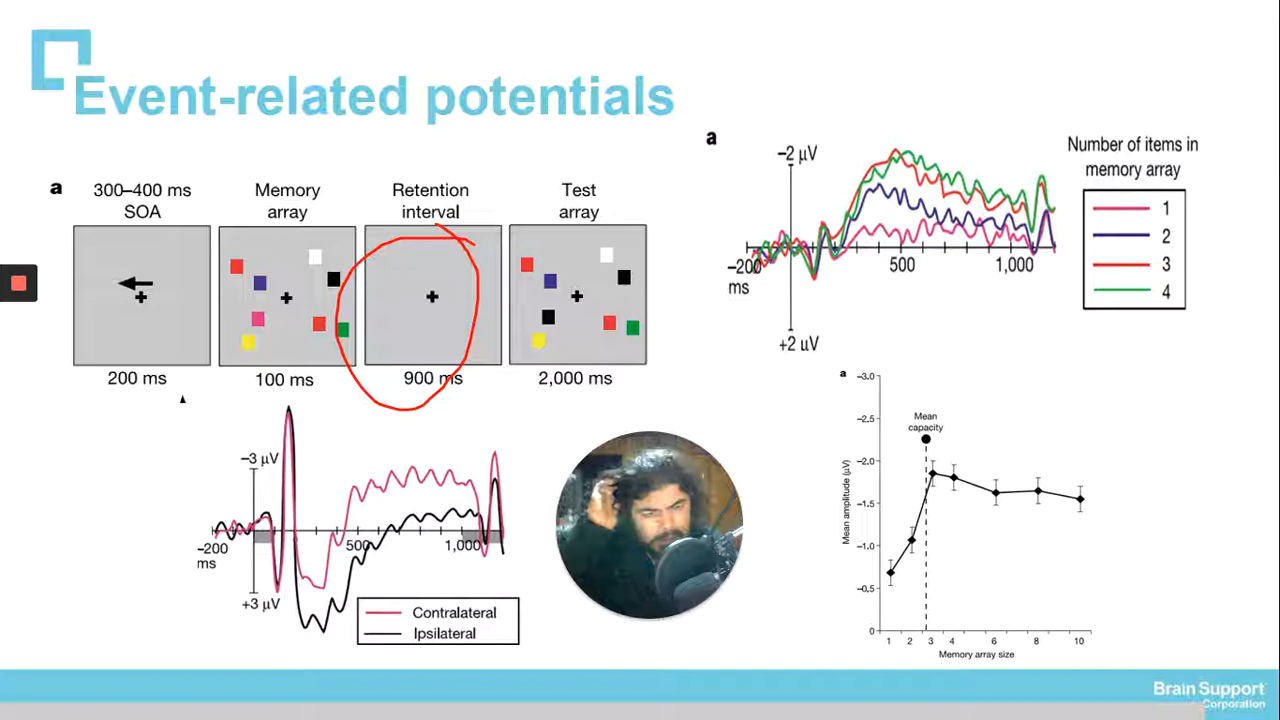 Event-related potentials
a
300–400 ms
SOA
Memory
array
Retention
interval
Test
array
200 ms
100 ms
900 ms
2,000 ms
–3 µV
+3 µV
–200
ms
500
1,000
Contralateral
Ipsilateral
a
–2 µV
+2 µV
–200
ms
500
1,000
Number of items in
memory array
1
2
3
4
a
Mean amplitude (µV)
–3.0
–2.5
–2.0
–1.5
–1.0
–0.5
0
Mean
capacity
1 2 3 4 6 8 10
Memory array size
Brain Support
Corporation